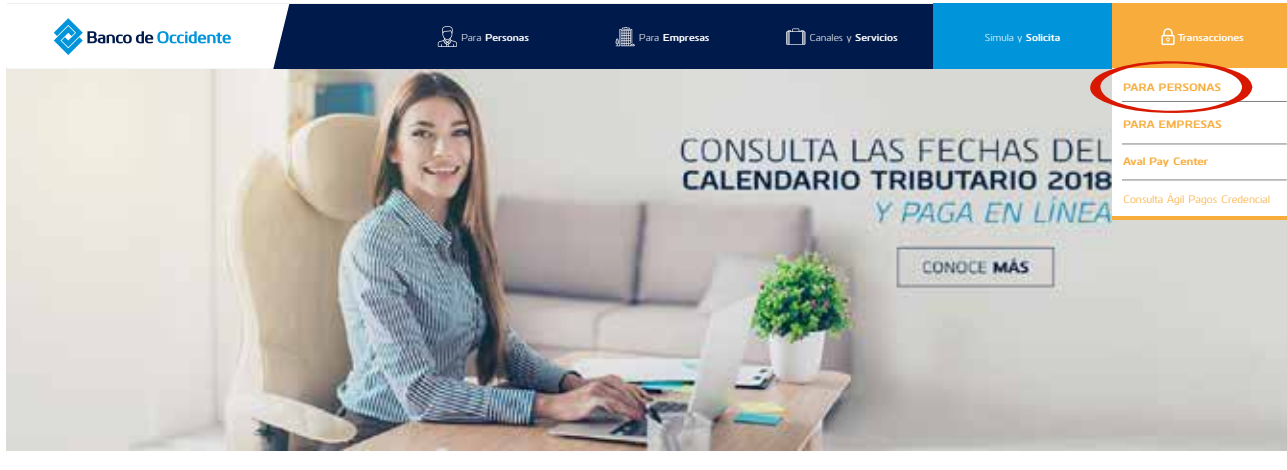 Banco de Occidente
Para Personas
Para Empresas
Canales y Servicios
Simula y Solicita
Transacciones
PARA PERSONAS
PARA EMPRESAS
Aval Pay Center
Consulta Ágil Pagos Credencial
CONSULTA LAS FECHAS DEL
CALENDARIO TRIBUTARIO 2018
Y PAGA EN LÍNEA
CONOCE MÁS